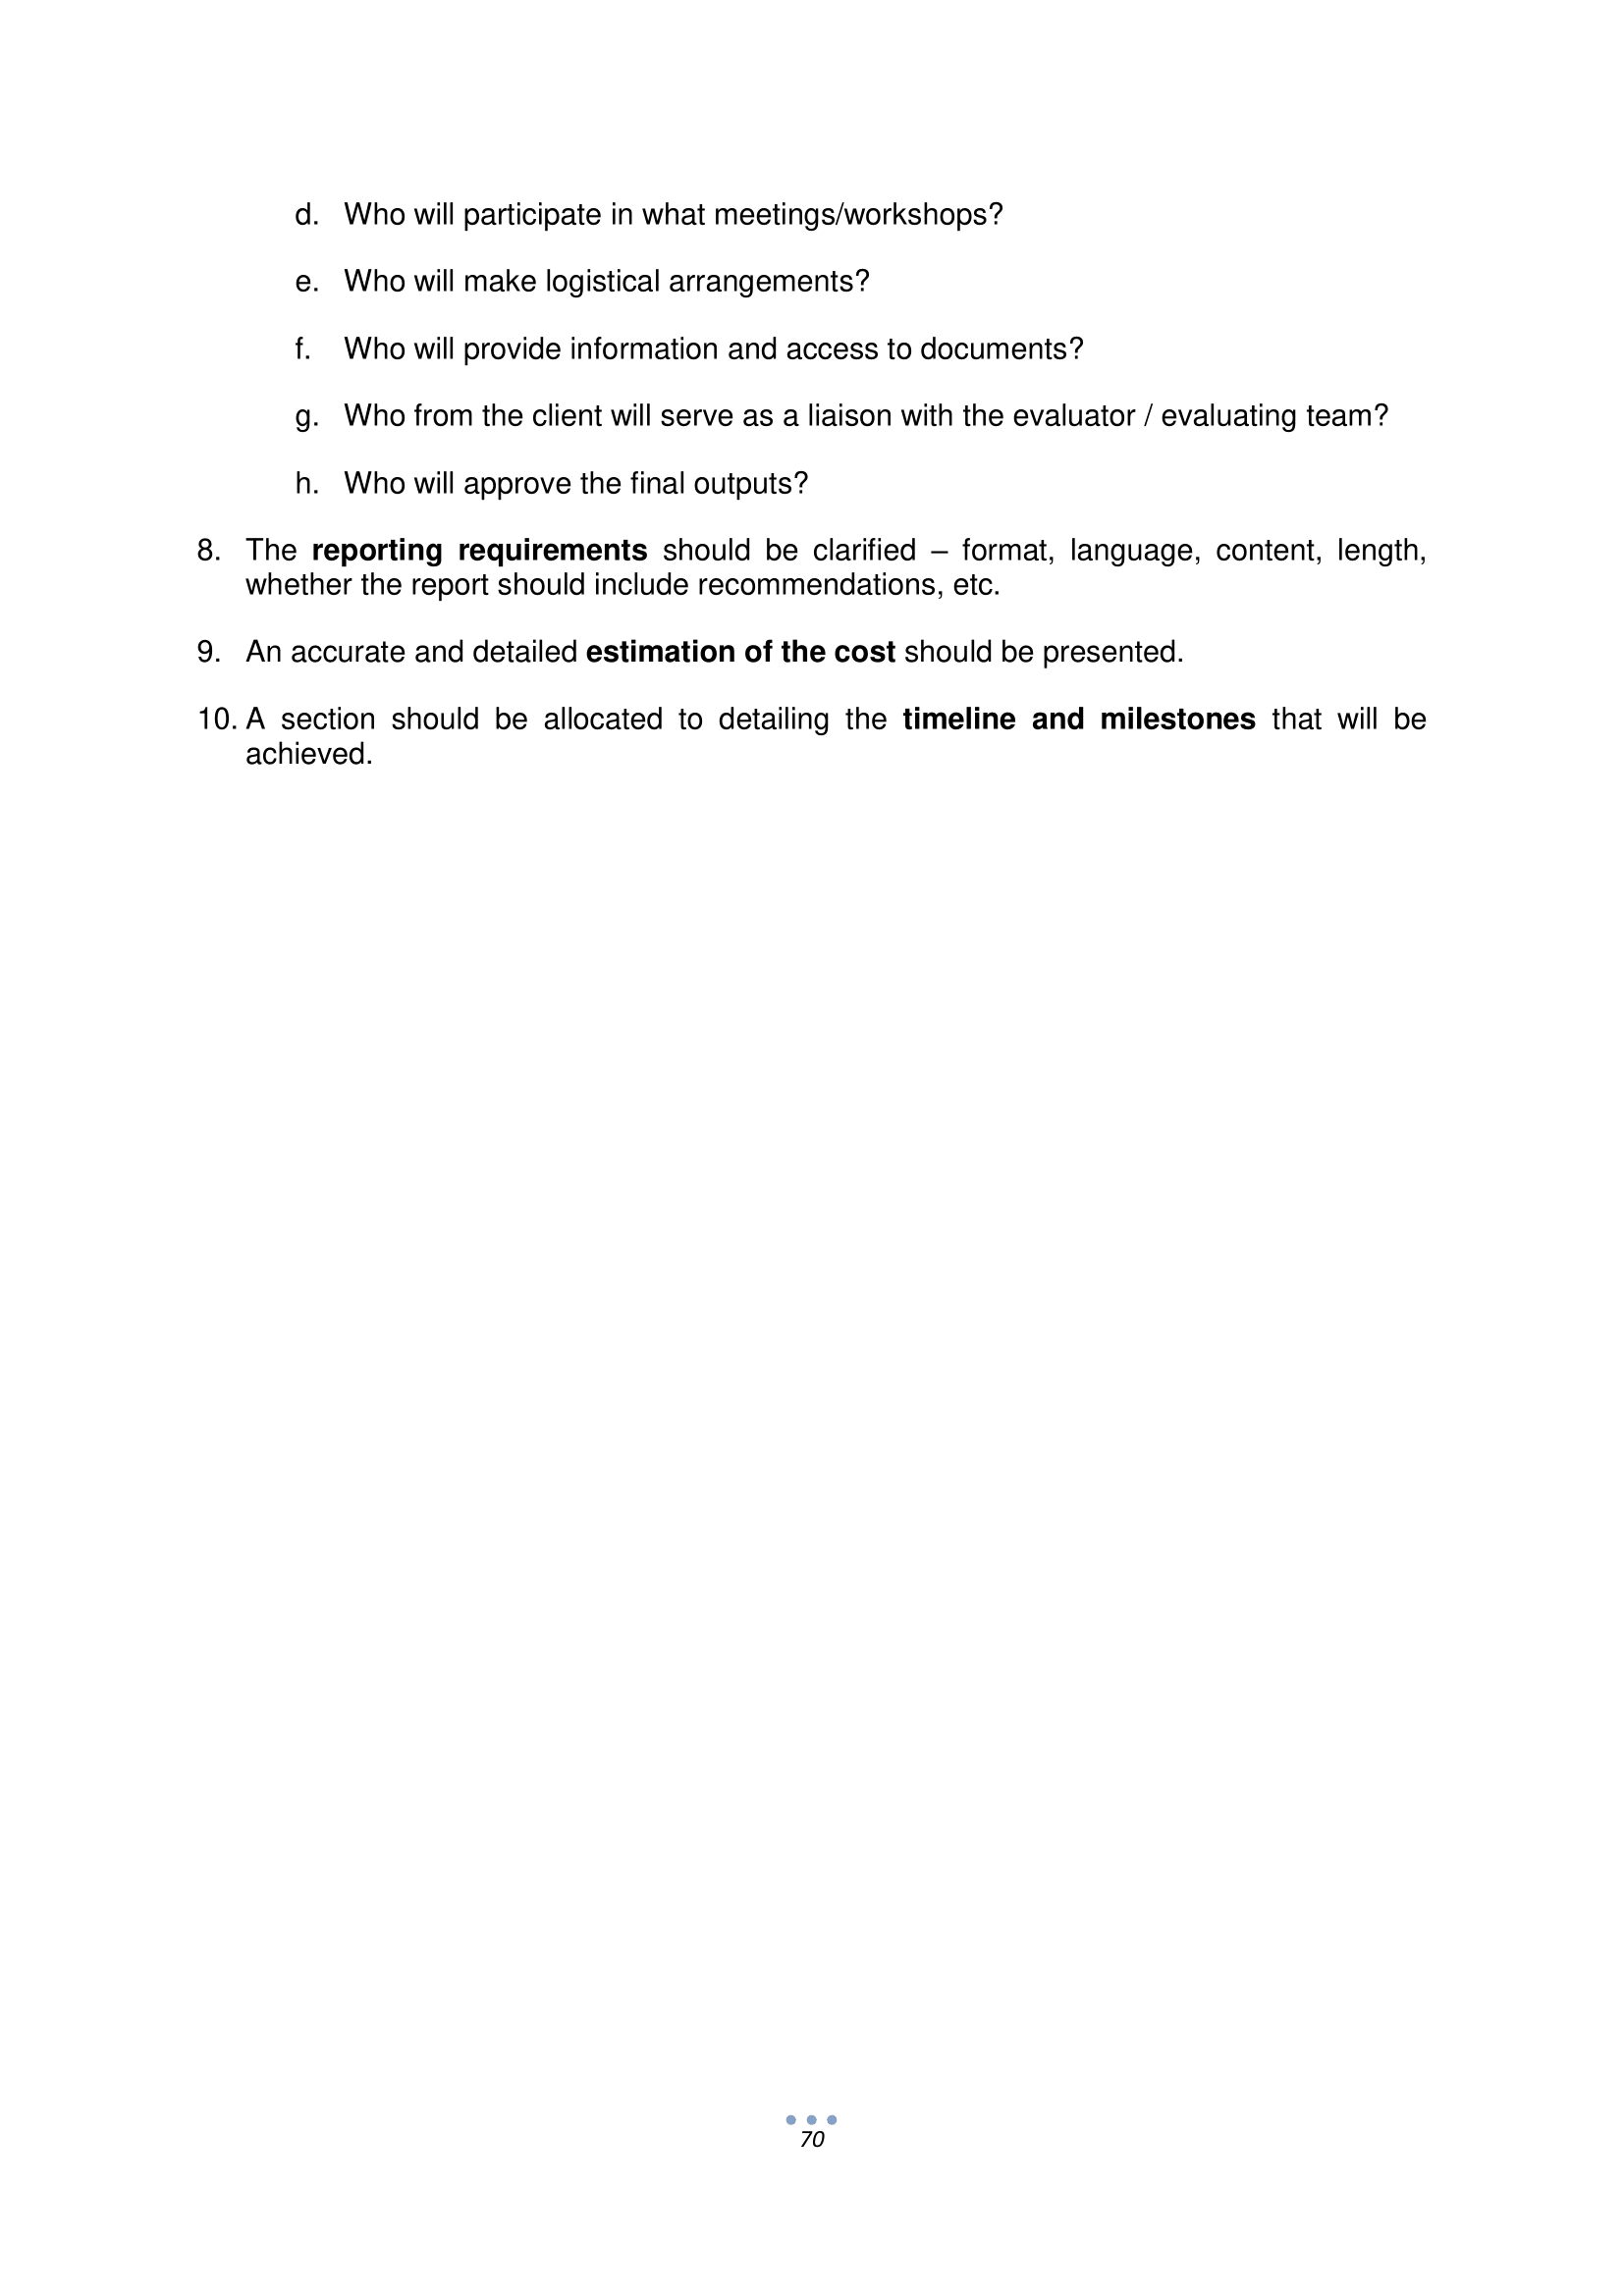 d. Who will participate in what meetings/workshops?
e. Who will make logistical arrangements?
f. Who will provide information and access to documents?
g. Who from the client will serve as a liaison with the evaluator / evaluating team?
h. Who will approve the final outputs?
8. The reporting requirements should be clarified – format, language, content, length,
whether the report should include recommendations, etc.
9. An accurate and detailed estimation of the cost should be presented.
10. A section should be allocated to detailing the timeline and milestones that will be
achieved.
70